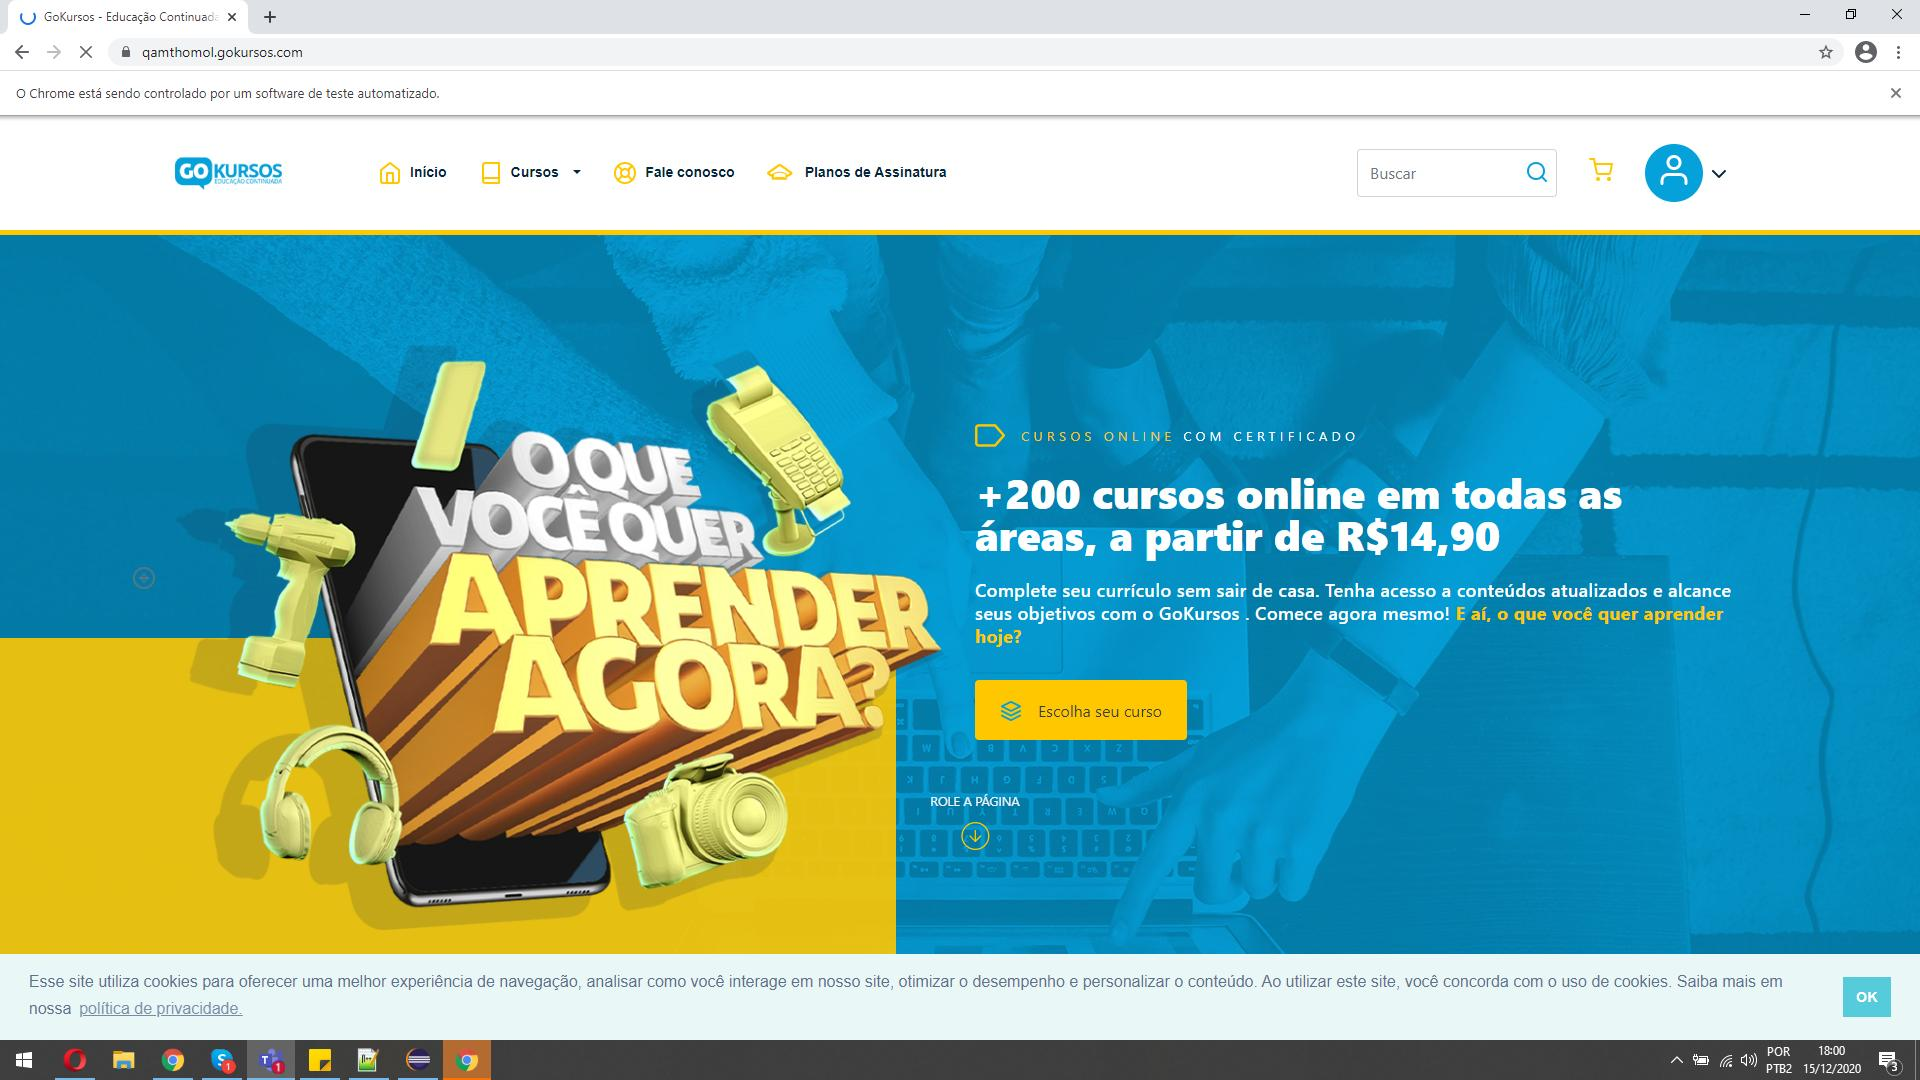 GoKursos - Educação Continuada
qamthomol.gokursos.com
O Chrome está sendo controlado por um software de teste automatizado.
GO KURSOS
EDUCAÇÃO CONTINUADA
Início
Cursos
Fale conosco
Planos de Assinatura
Buscar
O QUE
VOCÊ QUER
APRENDER
AGORA?
CURSOS ONLINE COM CERTIFICADO
+200 cursos online em todas as
áreas, a partir de R$14,90
Complete seu currículo sem sair de casa. Tenha acesso a conteúdos atualizados e alcance
seus objetivos com o GoKursos . Comece agora mesmo! E aí, o que você quer aprender
hoje?
Escolha seu curso
ROLE A PÁGINA
Esse site utiliza cookies para oferecer uma melhor experiência de navegação, analisar como você interage em nosso site, otimizar o desempenho e personalizar o conteúdo. Ao utilizar este site, você concorda com o uso de cookies. Saiba mais em
nossa política de privacidade.
OK
POR
PTB2
18:00
15/12/2020
3